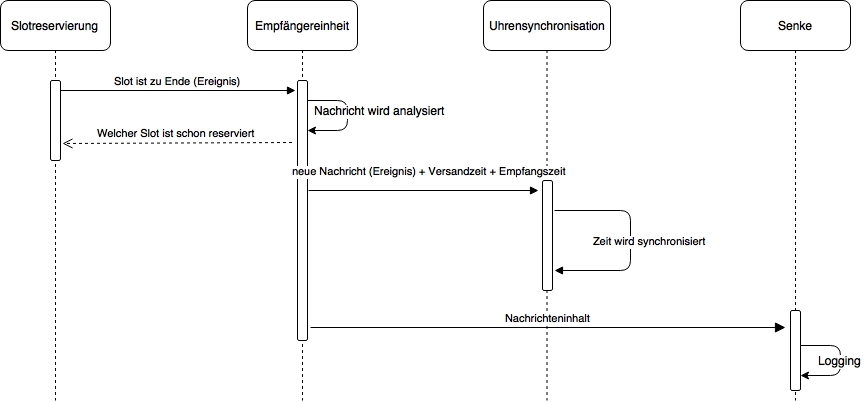 Slotreservierung
Empfängereinheit
Uhrensynchronisation
Senke
Slot ist zu Ende (Ereignis)
Nachricht wird analysiert
Welcher Slot ist schon reserviert
neue Nachricht (Ereignis) + Versandzeit + Empfangszeit
Zeit wird synchronisiert
Nachrichteninhalt
Logging